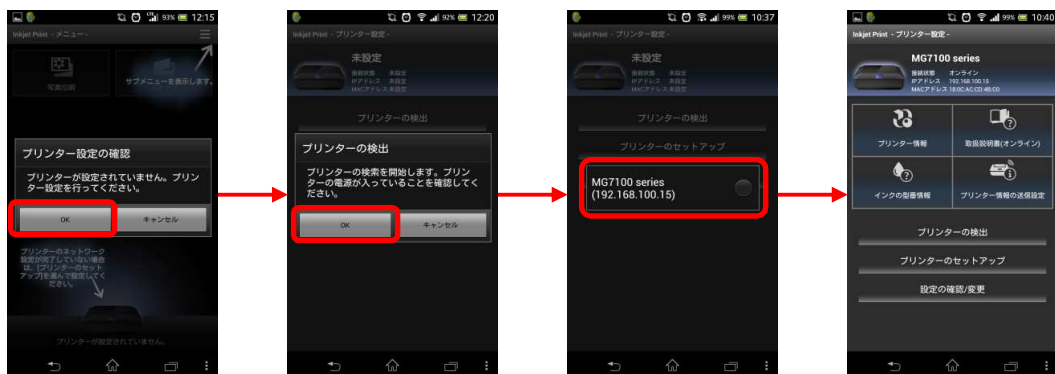 93% 12:15
Inkjet Print - メニュー -
写真印刷
サブメニューを表示します。
プリンター設定の確認
プリンターが設定されていません。プリン
ター設定を行ってください。
OK
キャンセル
プリンターのネットワーク
設定が完了していない場合
は、[プリンターのセット
アップ]を選んで設定してく
ださい。
プリンターが設定されていません。
92% 12:20
Inkjet Print - プリンター設定 -
未設定
接続状態 未設定
IPアドレス 未設定
MACアドレス 未設定
プリンターの検出
プリンターの検出
プリンターの検索を開始します。プリン
ターの電源が入っていることを確認してく
ださい。
OK
キャンセル
99% 10:37
Inkjet Print - プリンター設定 -
未設定
接続状態 未設定
IPアドレス 未設定
MACアドレス 未設定
プリンターの検出
プリンターのセットアップ
MG7100 series
(192.168.100.15)
99% 10:40
Inkjet Print - プリンター設定 -
MG7100 series
接続状態 オンライン
IPアドレス 192.168.100.15
MACアドレス 18:0C:AC:CD:4B:C0
プリンター情報
取扱説明書(オンライン)
インクの型番情報
プリンター情報の送信設定
プリンターの検出
プリンターのセットアップ
設定の確認/変更